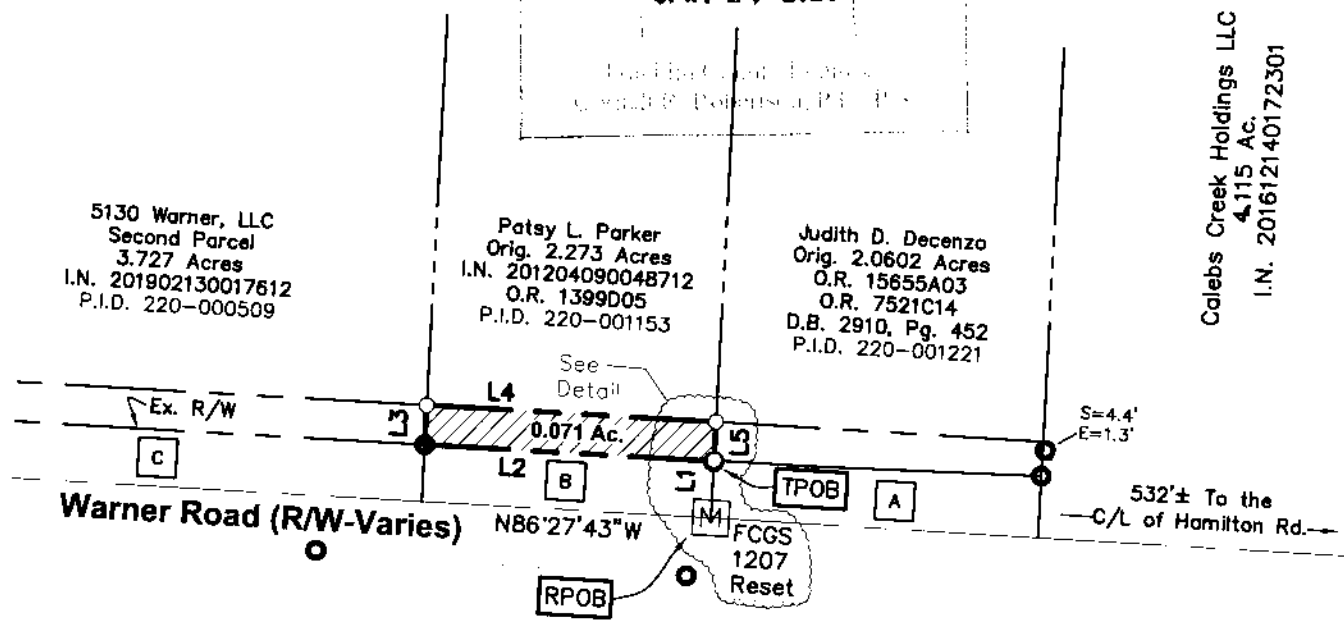 5130 Warner, LLC
Second Parcel
3.727 Acres
I.N. 201902130017612
P.I.D. 220-000509
Patsy L. Parker
Orig. 2.273 Acres
I.N. 201204090048712
O.R. 1399D05
P.I.D. 220-001153
Judith D. Decenzo
Orig. 2.0602 Acres
O.R. 15655A03
O.R. 7521C14
D.B. 2910, Pg. 452
P.I.D. 220-001221
Calebs Creek Holdings LLC
4.115 Ac.
I.N. 201612140172301
See
Detail
Ex. R/W
L3
L4
0.071 Ac.
L5
S=4.4'
E=1.3'
C
L2
B
L1
TPOB
A
532'± To the
C/L of Hamilton Rd.
Warner Road (R/W-Varies)
N86°27'43"W
FCGS
1207
Reset
RPOB